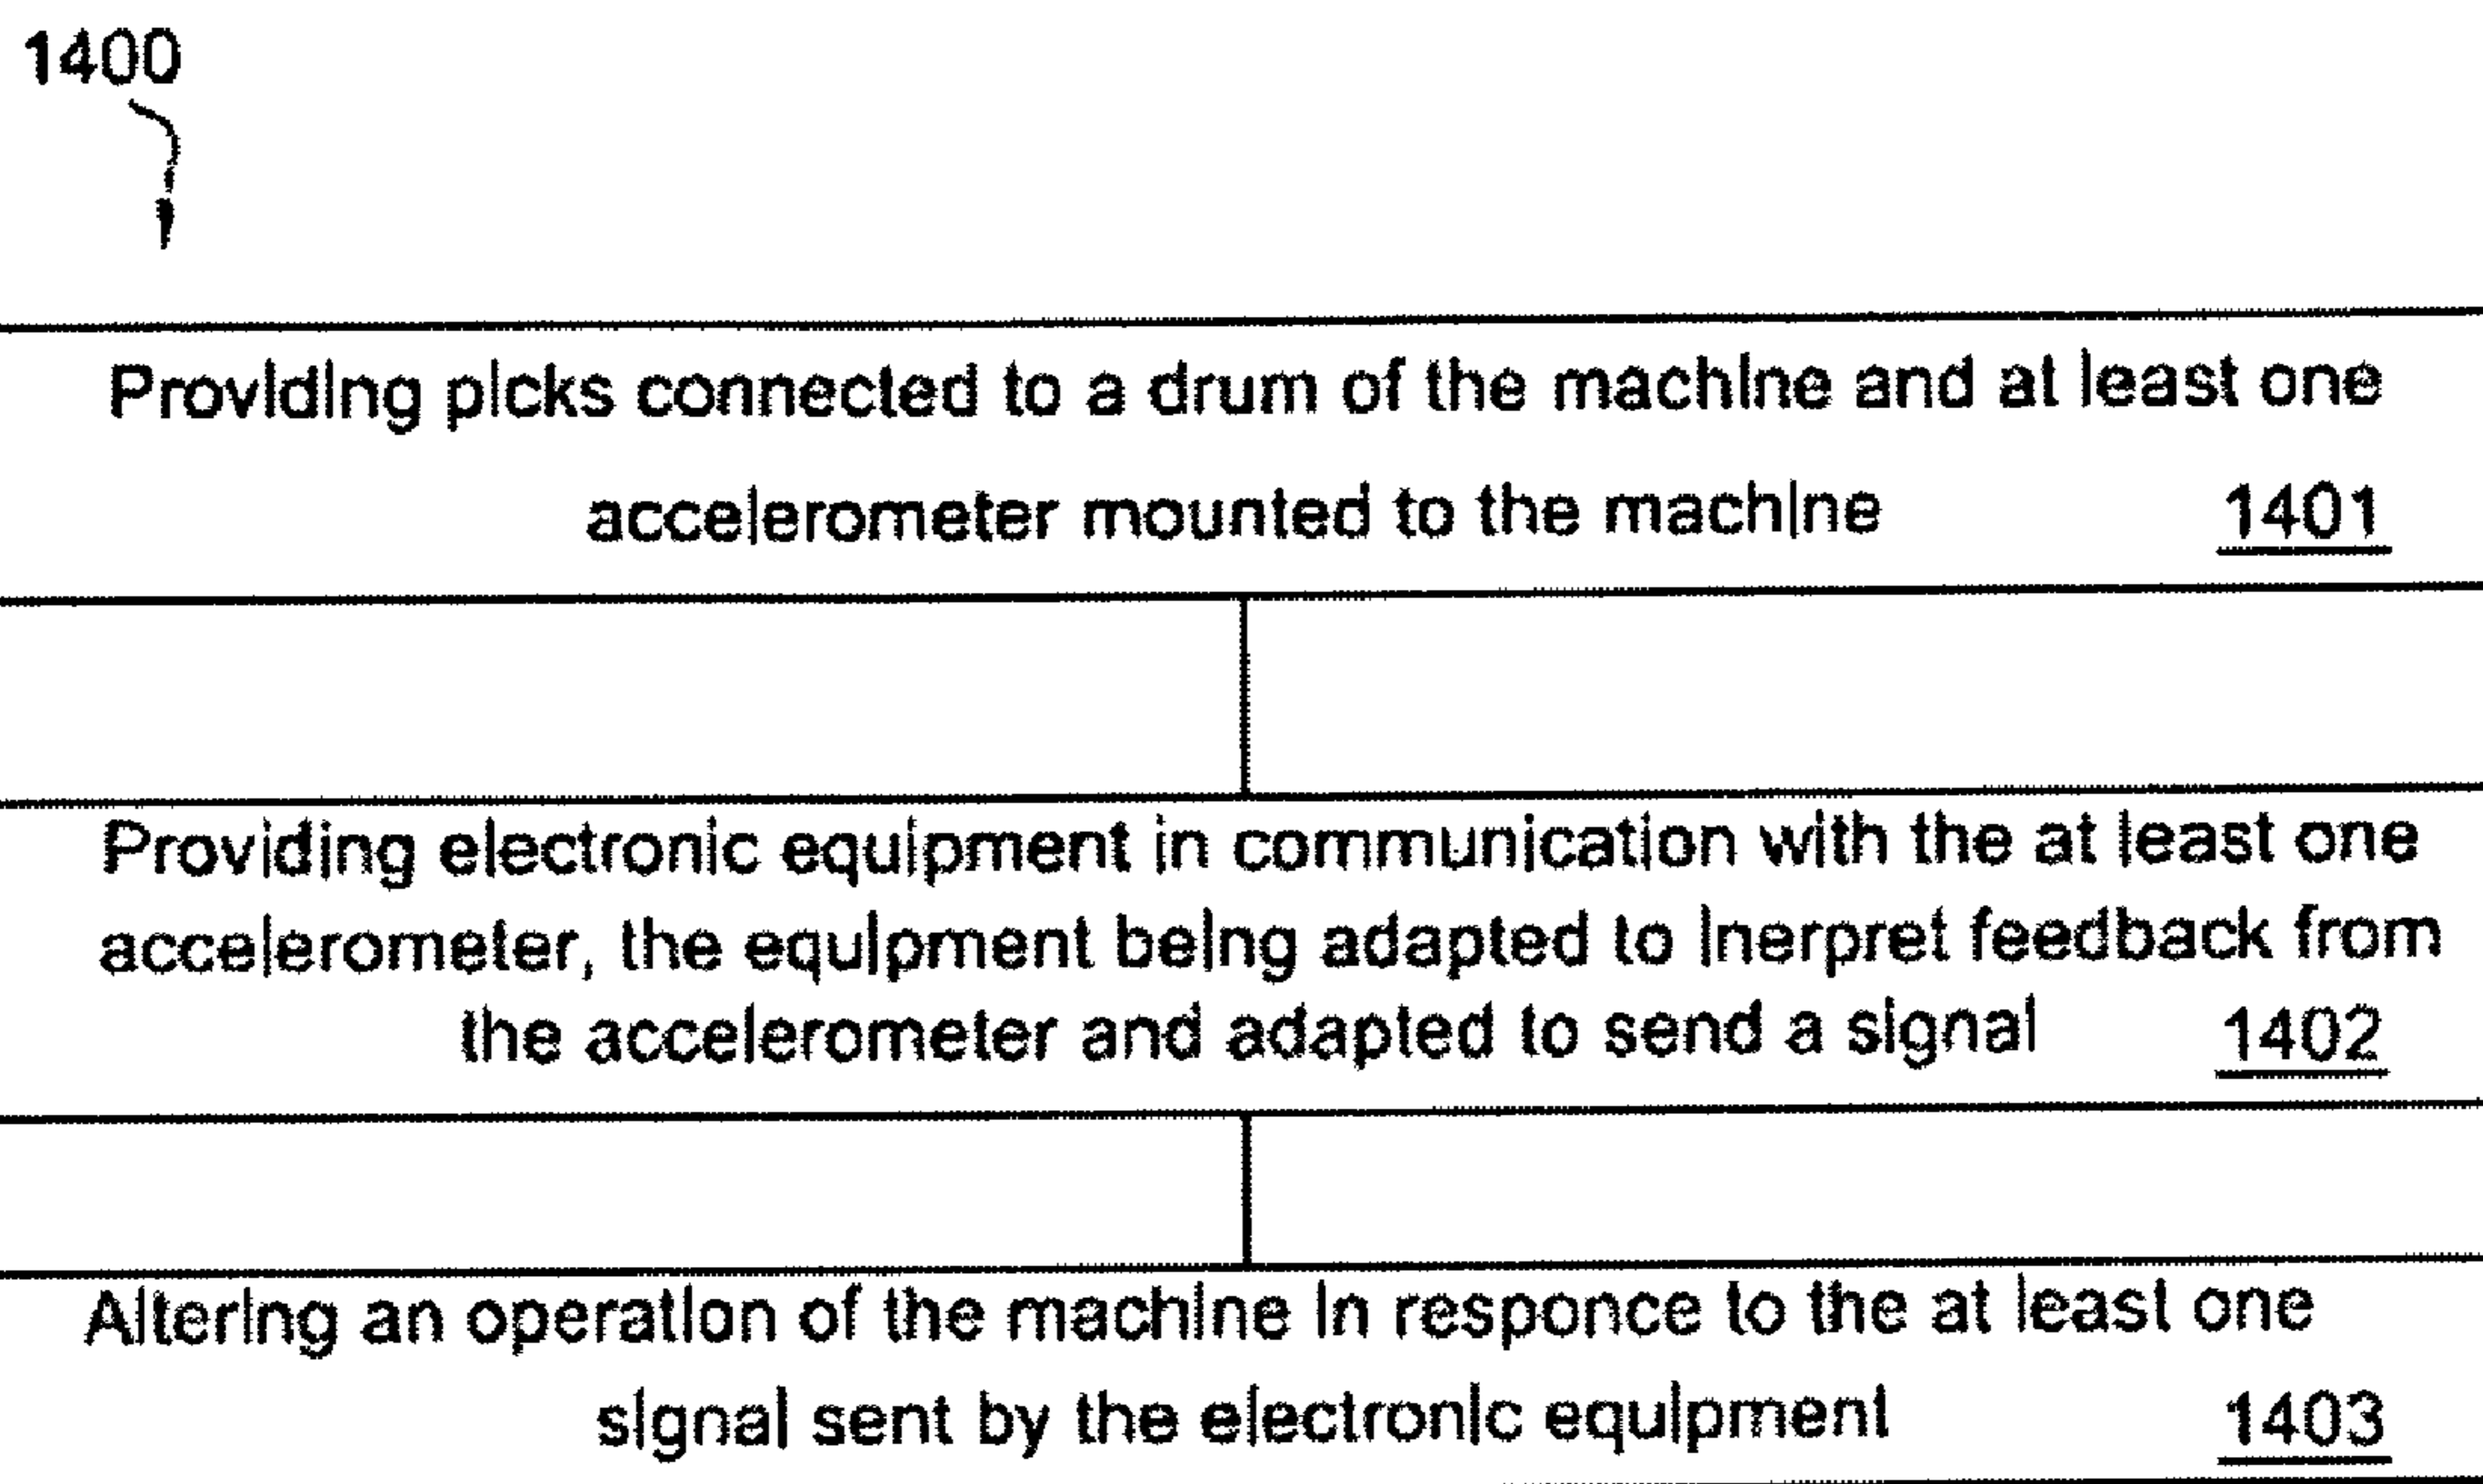 1400
Providing picks connected to a drum of the machine and at least one
accelerometer mounted to the machine 1401
Providing electronic equipment in communication with the at least one
accelerometer, the equipment being adapted to inerpret feedback from
the accelerometer and adapted to send a signal 1402
Altering an operation of the machine in responce to the at least one
signal sent by the electronic equipment 1403